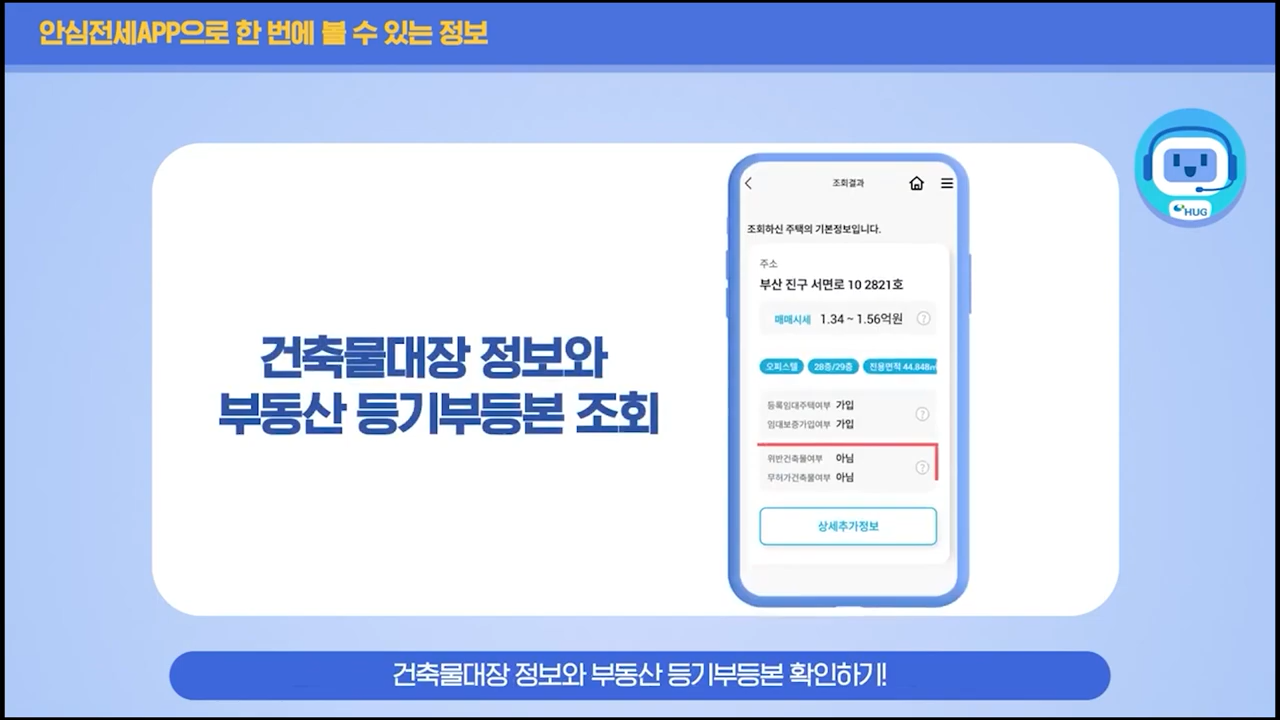 안심전세APP으로 한 번에 볼 수 있는 정보
HUG
조회결과
조회하신 주택의 기본정보입니다.
주소
부산 진구 서면로 10 2821호
매매시세 1.34 ~ 1.56억원 ?
오피스텔 28층/29층 전용면적 44.848㎡
등록임대주택여부 가입
임대보증가입여부 가입
?
위반건축물여부 아님
무허가건축물여부 아님
?
상세추가정보
건축물대장 정보와
부동산 등기부등본 조회
건축물대장 정보와 부동산 등기부등본 확인하기!